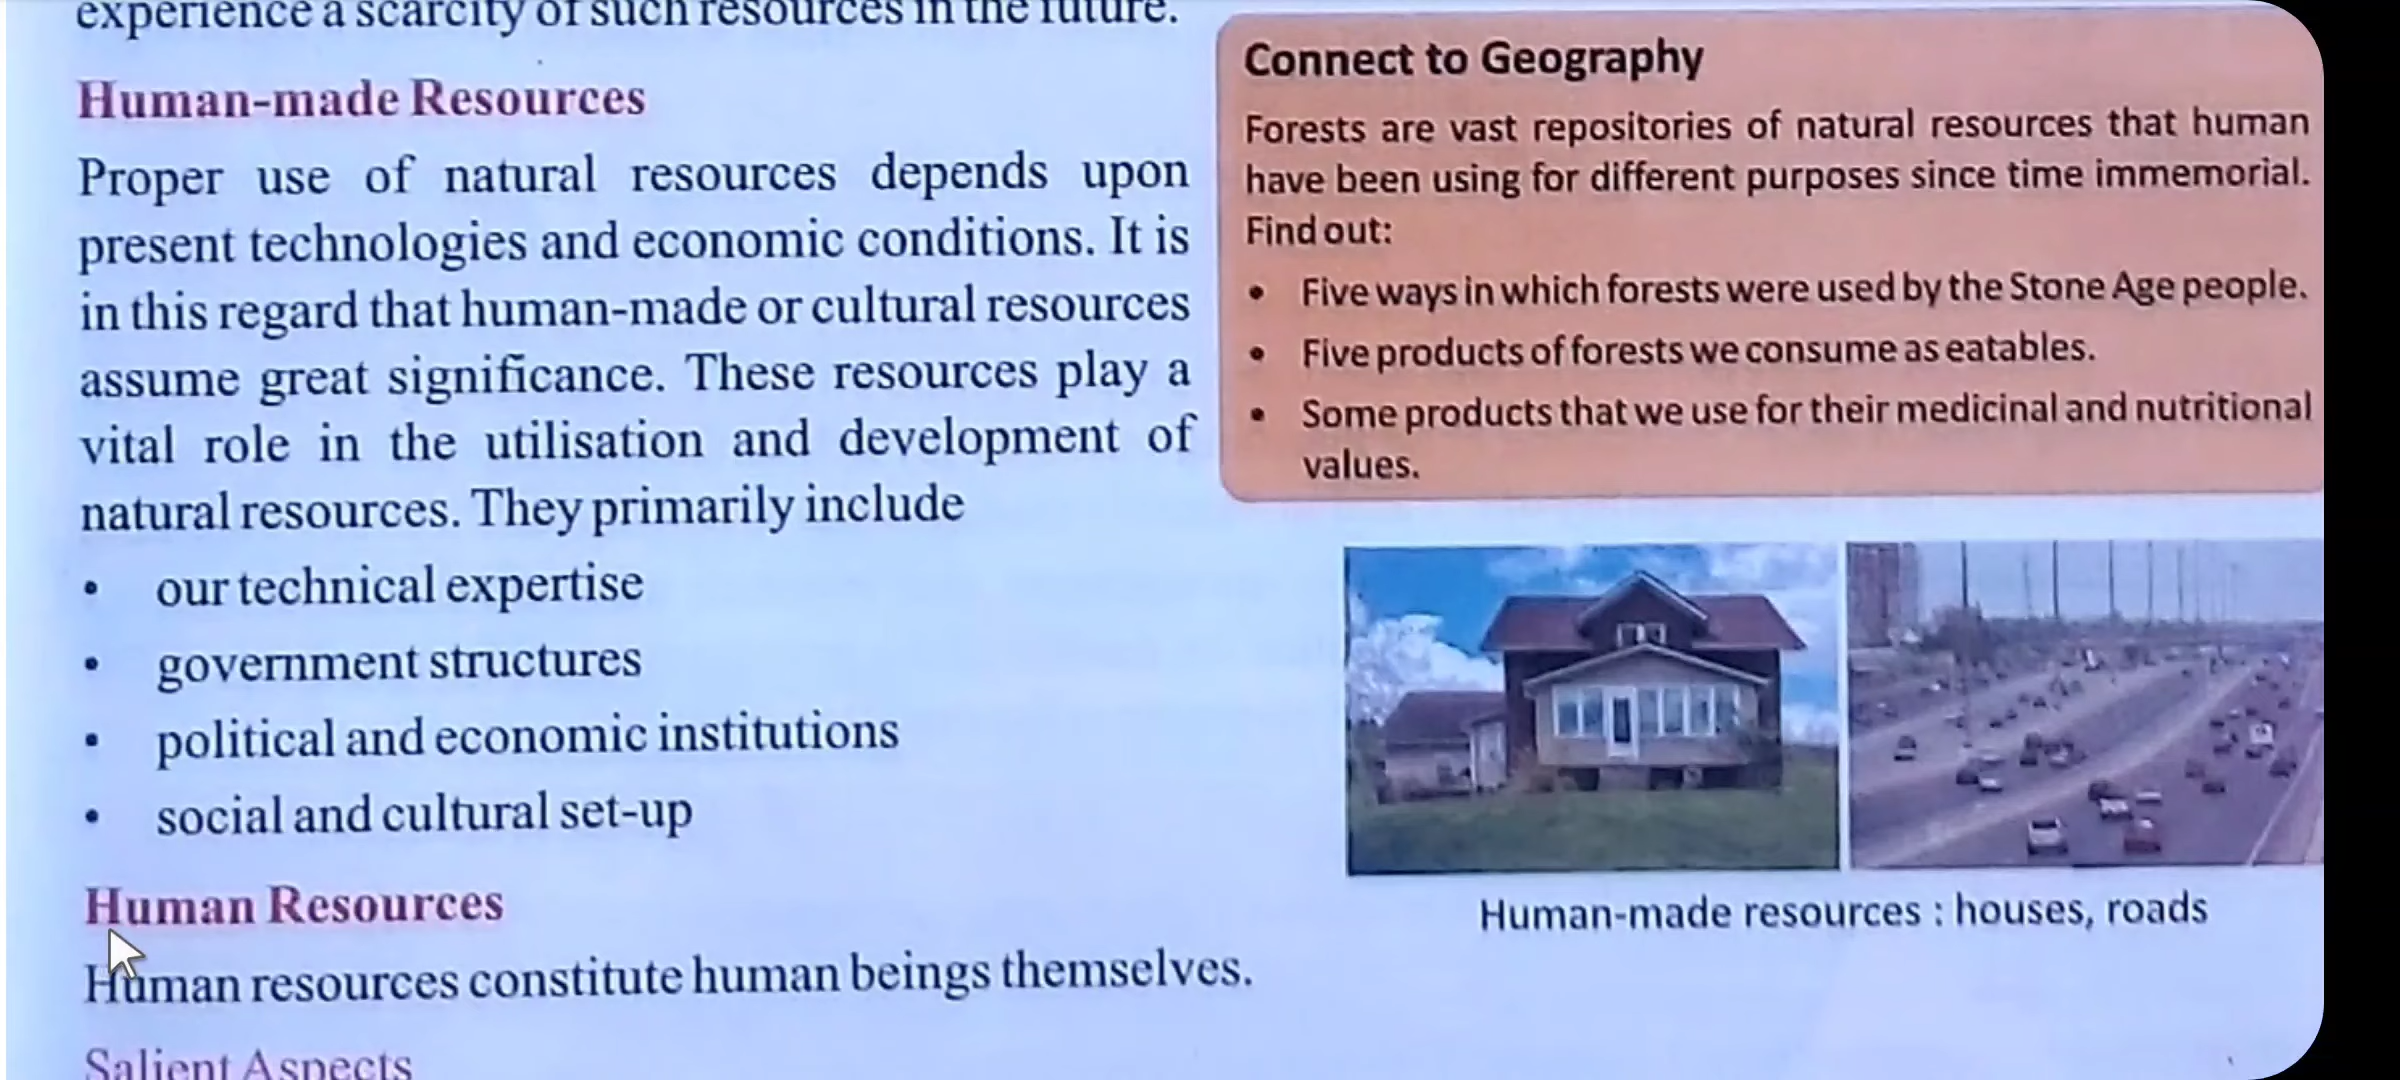 experience a scarcity of such resources in the future.
Human-made Resources
Proper use of natural resources depends upon
present technologies and economic conditions. It is
in this regard that human-made or cultural resources
assume great significance. These resources play a
vital role in the utilisation and development of
natural resources. They primarily include
• our technical expertise
• government structures
• political and economic institutions
• social and cultural set-up
Human Resources
Human resources constitute human beings themselves.
Salient Aspects
Connect to Geography
Forests are vast repositories of natural resources that human
have been using for different purposes since time immemorial.
Find out:
• Five ways in which forests were used by the Stone Age people.
• Five products of forests we consume as eatables.
• Some products that we use for their medicinal and nutritional
values.
Human-made resources : houses, roads